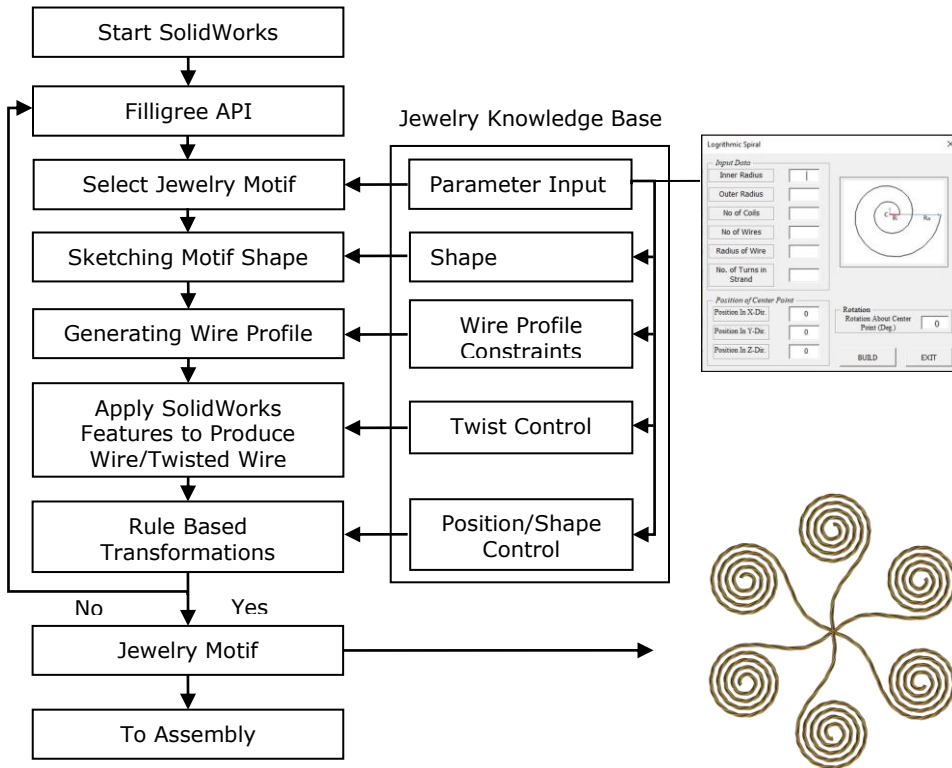 Start SolidWorks
Filligree API
Select Jewelry Motif
Sketching Motif Shape
Generating Wire Profile
Apply SolidWorks
Features to Produce
Wire/Twisted Wire
Rule Based
Transformations
No
Yes
Jewelry Motif
To Assembly
Jewelry Knowledge Base
Parameter Input
Shape
Wire Profile
Constraints
Twist Control
Position/Shape
Control
Logrithmic Spiral
Input Data
Inner Radius
Outer Radius
No of Coils
No of Wires
Radius of Wire
No. of Turns in
Strand
Position of Center Point
Position In X-Dir. 0
Position In Y-Dir. 0
Position In Z-Dir. 0
C
Ro
Rotation
Rotation About Center
Point (Deg.) 0
BUILD EXIT